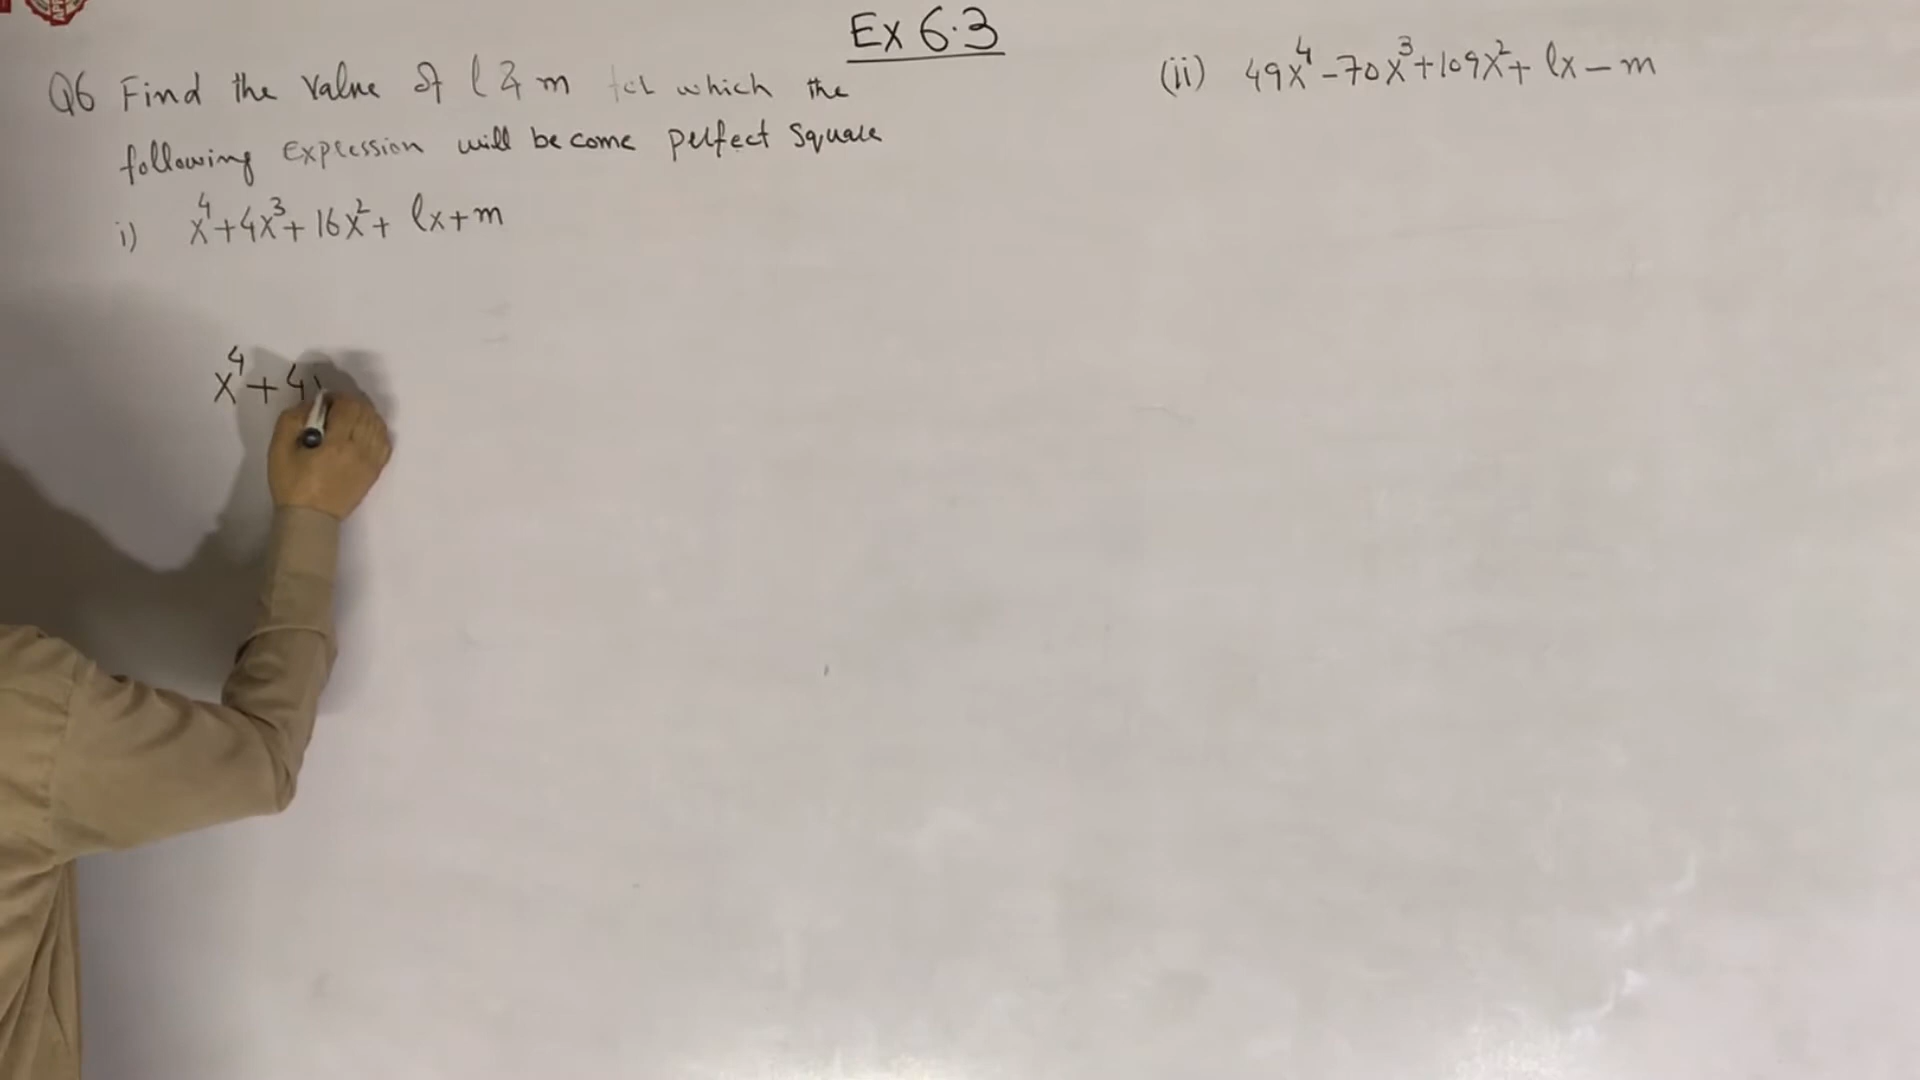 Ex 6.3
Q6 Find the value of l & m for which the
following Expression will become perfect Square
i) x⁴+4x³+16x²+ lx+m
(ii) 49x⁴-70x³+109x²+ lx-m
x⁴+4x